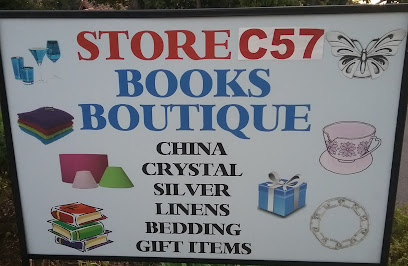 STORE C57
BOOKS
BOUTIQUE
CHINA
CRYSTAL
SILVER
LINENS
BEDDING
GIFT ITEMS